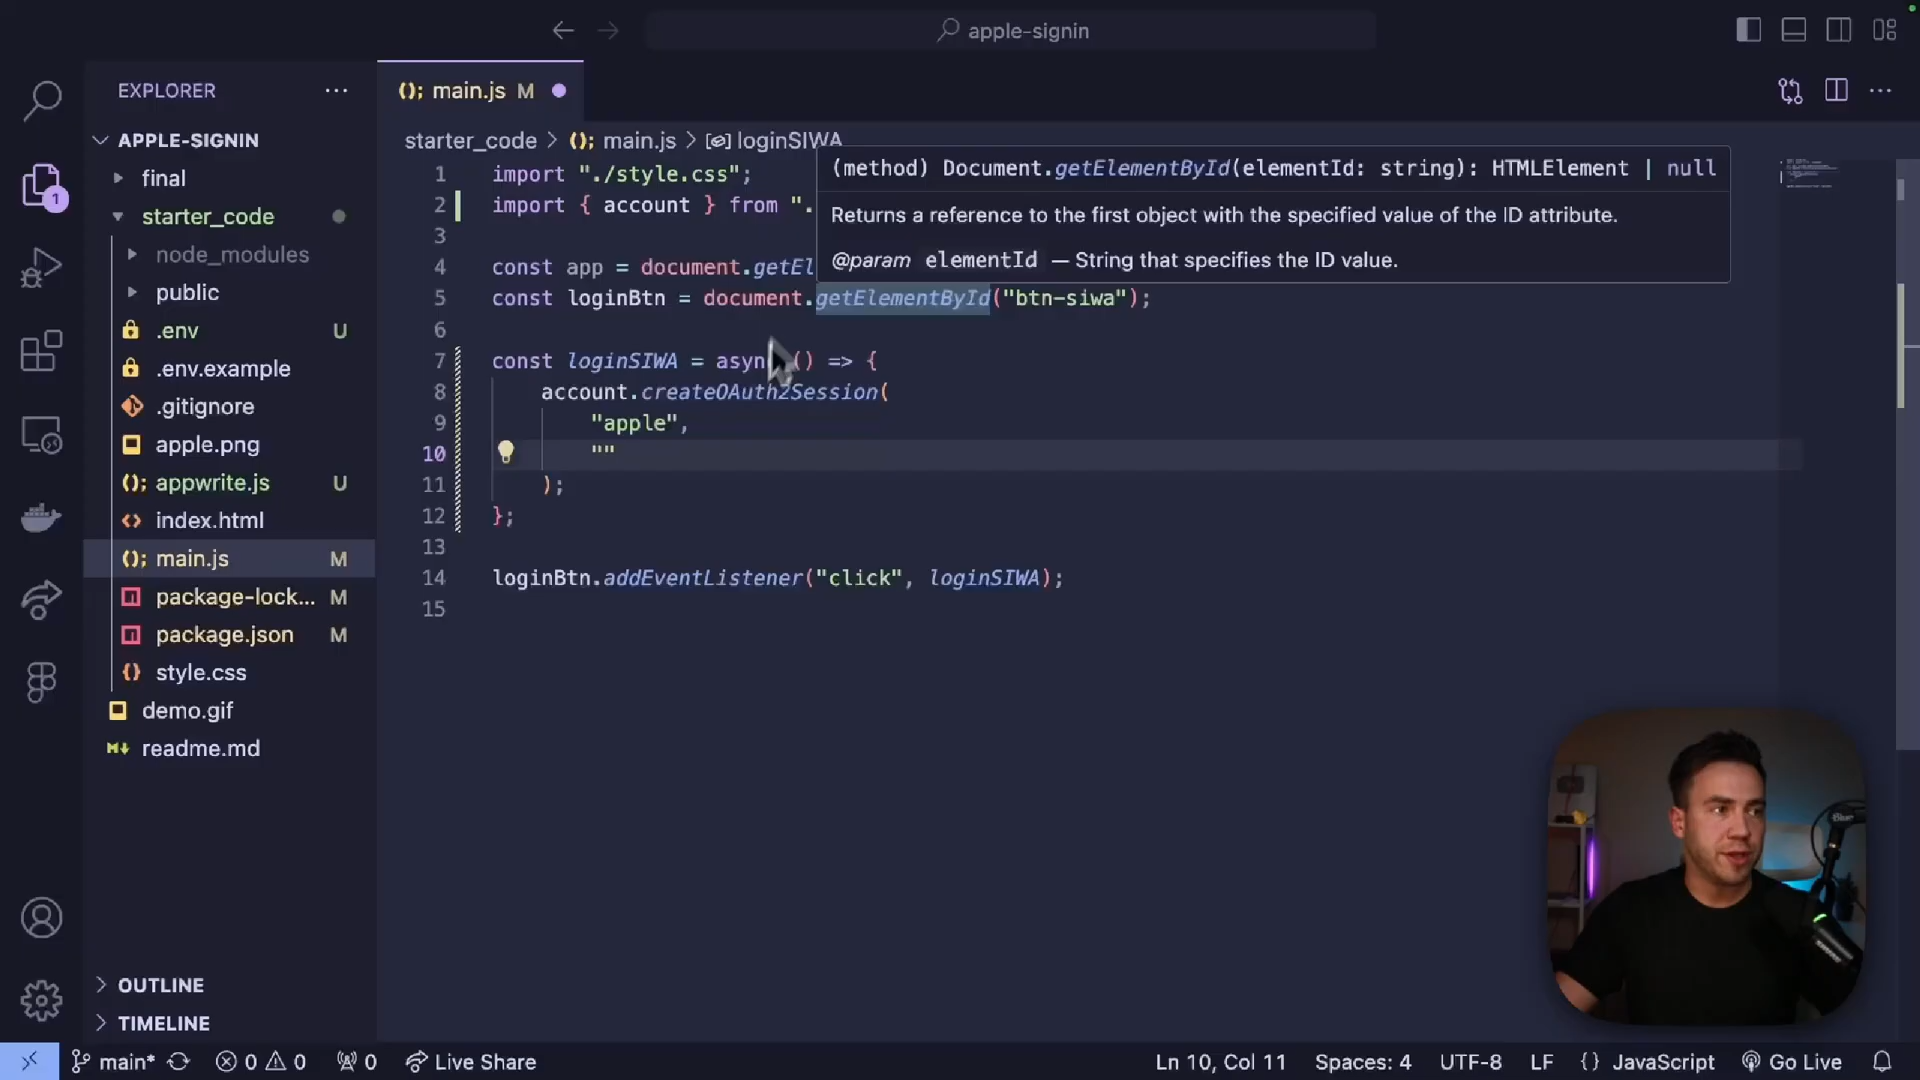 apple-signin
EXPLORER
APPLE-SIGNIN
final
starter_code
node_modules
public
.env U
.env.example
.gitignore
apple.png
appwrite.js U
index.html
main.js M
package-lock... M
package.json M
style.css
demo.gif
readme.md
OUTLINE
TIMELINE
1
(); main.js M
starter_code > (); main.js > loginSIWA
(method) Document.getElementById(elementId: string): HTMLElement | null
Returns a reference to the first object with the specified value of the ID attribute.
@param elementId — String that specifies the ID value.
1 import "./style.css";
2 import { account } from ".
3
4 const app = document.getEl
5 const loginBtn = document.getElementById("btn-siwa");
6
7 const loginSIWA = async () => {
8 account.createOAuth2Session(
9 "apple",
10 ""
11 );
12 };
13
14 loginBtn.addEventListener("click", loginSIWA);
15
main* 0 0 0 Live Share Ln 10, Col 11 Spaces: 4 UTF-8 LF {} JavaScript Go Live